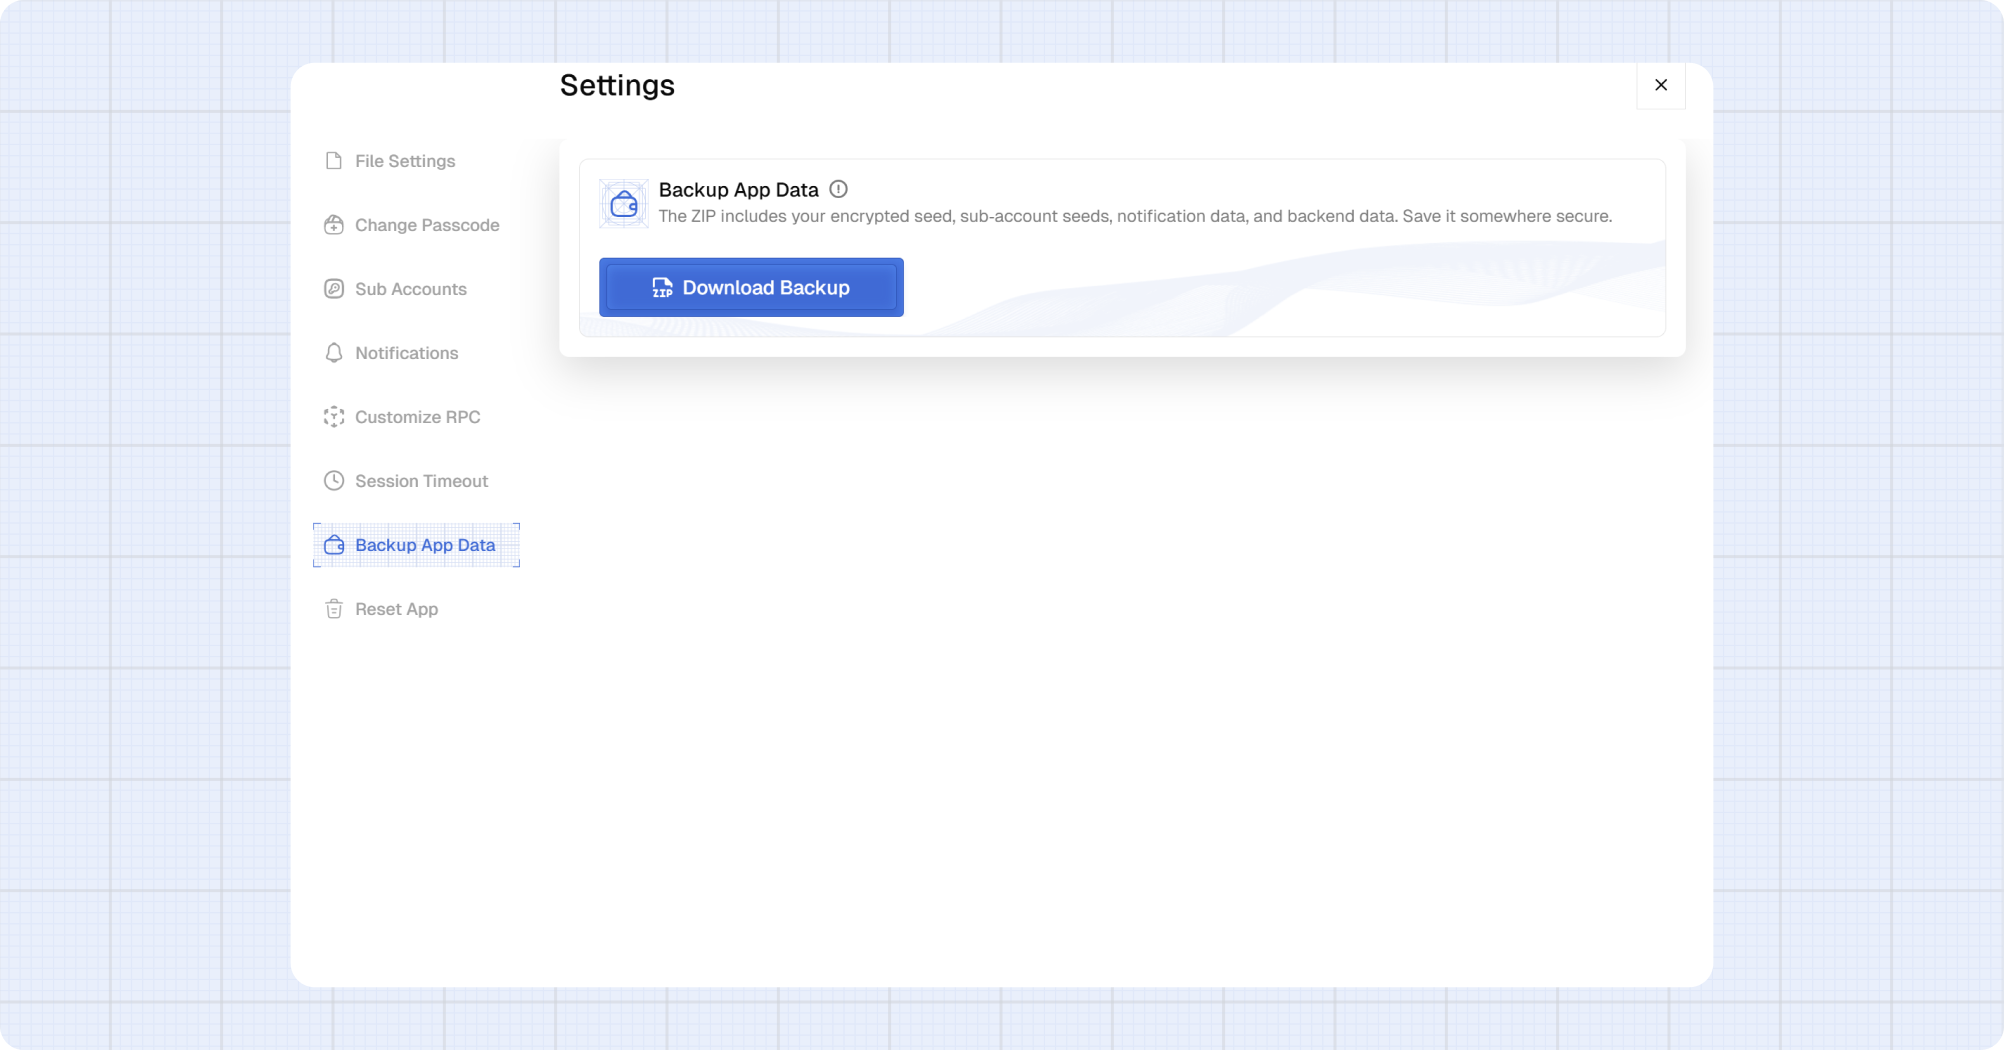 Settings
File Settings
Change Passcode
Sub Accounts
Notifications
Customize RPC
Session Timeout
Backup App Data
Reset App
Backup App Data
The ZIP includes your encrypted seed, sub-account seeds, notification data, and backend data. Save it somewhere secure.
ZIP Download Backup